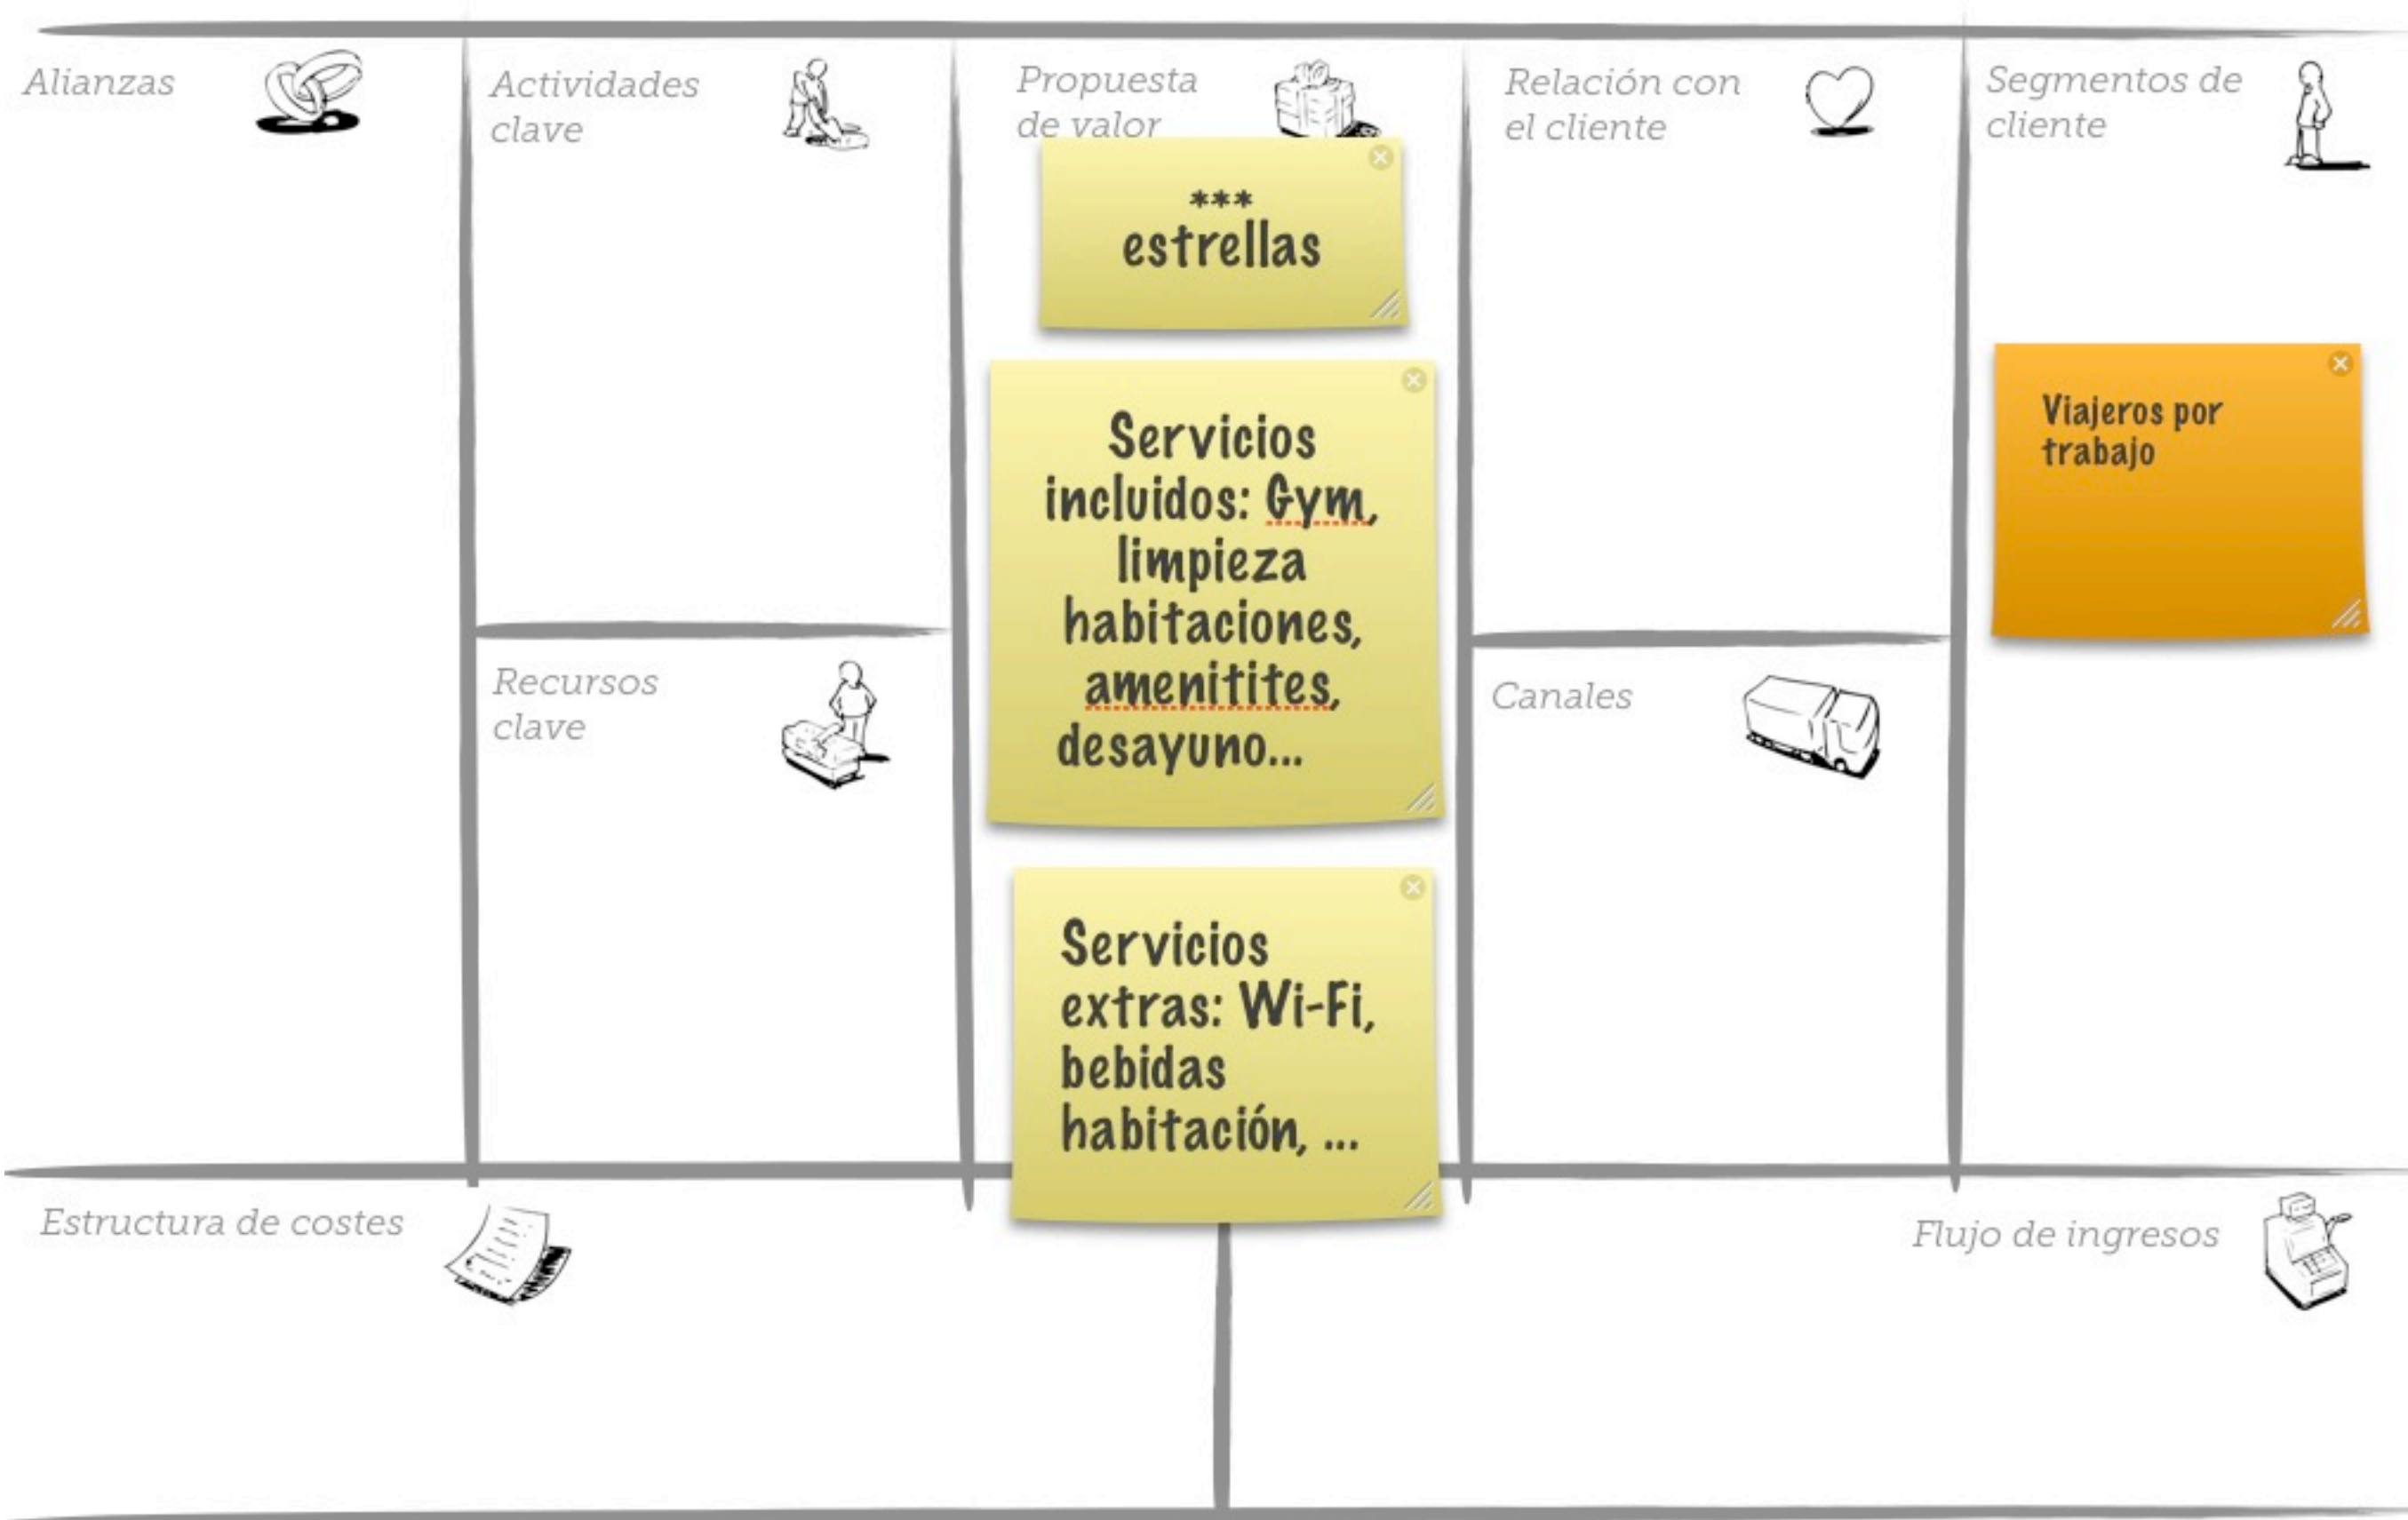 Alianzas
Actividades
clave
Propuesta
de valor
***
estrellas
Servicios
incluidos: Gym,
limpieza
habitaciones,
amenitites,
desayuno...
Servicios
extras: Wi-Fi,
bebidas
habitación, ...
Relación con
el cliente
Segmentos de
cliente
Viajeros por
trabajo
Recursos
clave
Canales
Estructura de costes
Flujo de ingresos